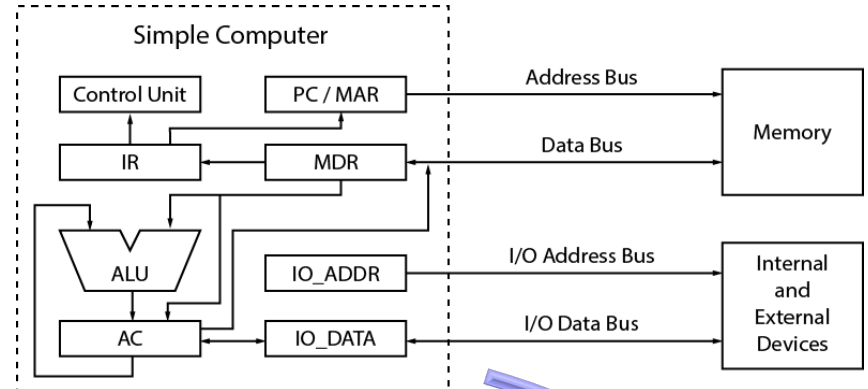 Simple Computer
Control Unit
PC / MAR
Address Bus
Memory
IR
MDR
Data Bus
ALU
IO_ADDR
I/O Address Bus
Internal
and
External
Devices
AC
IO_DATA
I/O Data Bus